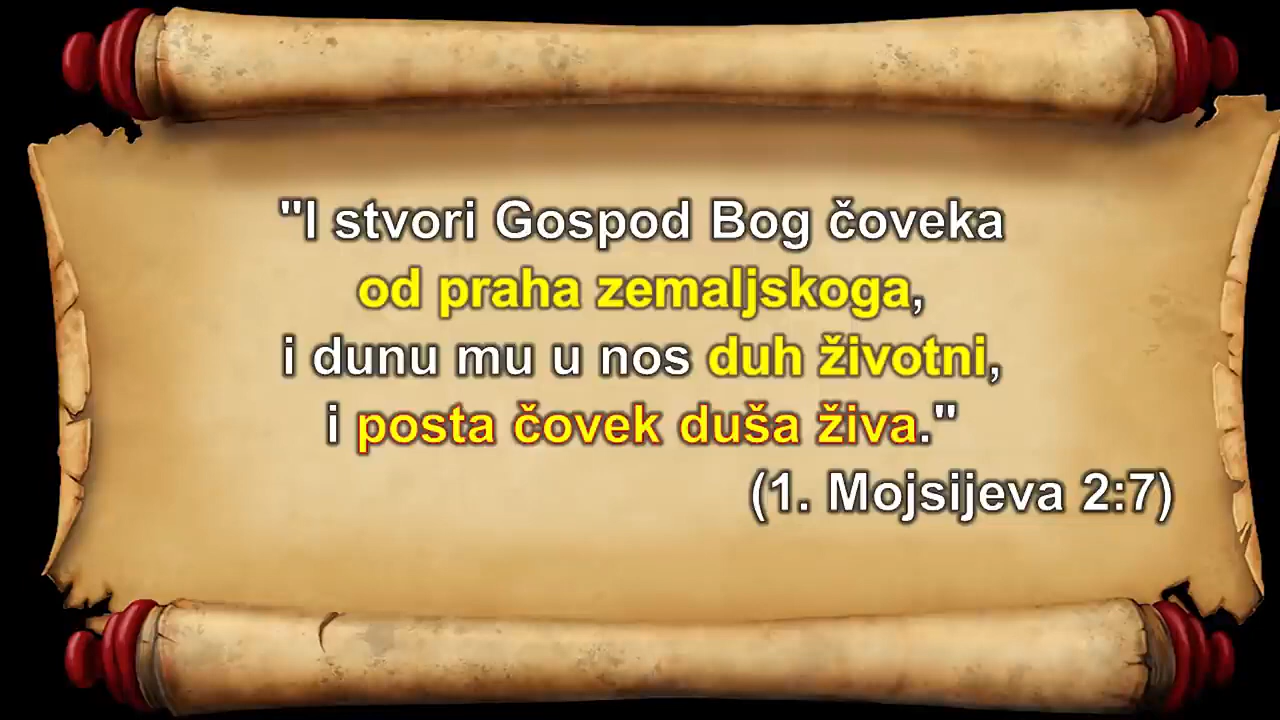 "I stvori Gospod Bog čoveka
od praha zemaljskoga,
i dunu mu u nos duh životni,
i posta čovek duša živa."
(1. Mojsijeva 2:7)